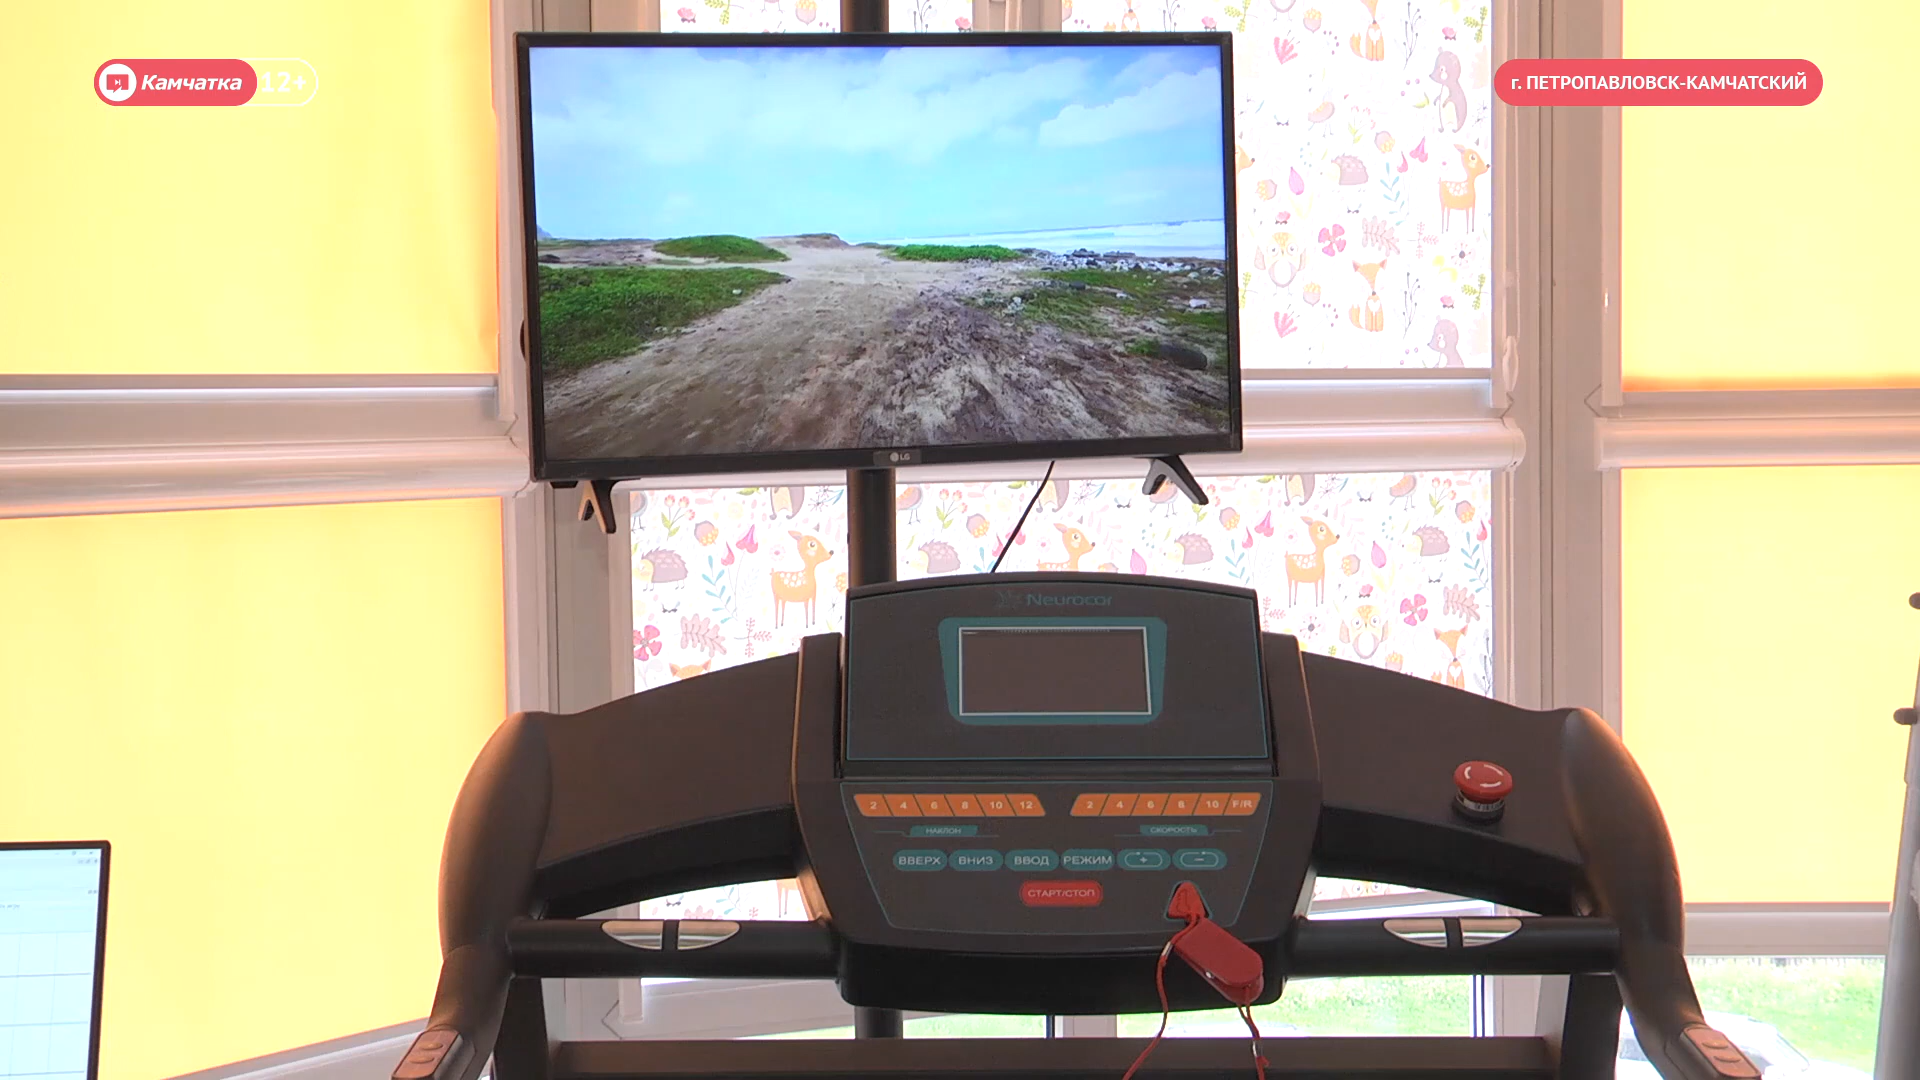 Камчатка 12+
г. ПЕТРОПАВЛОВСК-КАМЧАТСКИЙ
LG
Neurocor
2 4 6 8 10 12
2 4 6 8 10 F/R
НАКЛОН
СКОРОСТЬ
ВВЕРХ ВНИЗ ВВОД РЕЖИМ + -
СТАРТ/СТОП